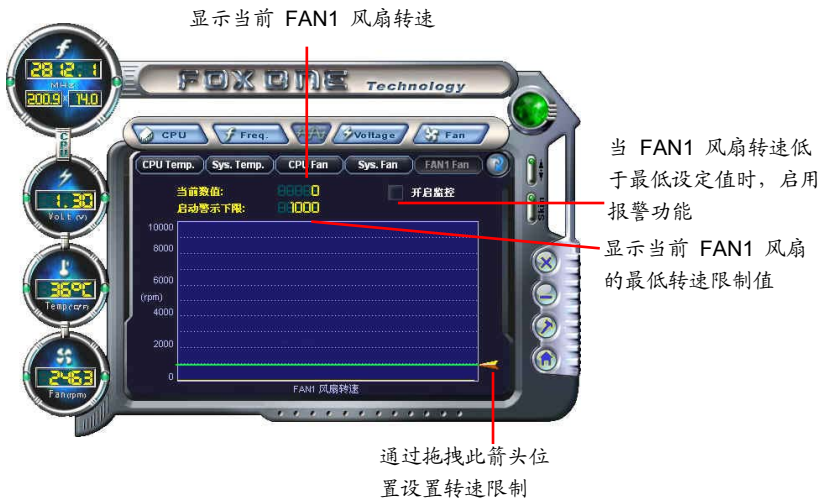 显示当前 FAN1 风扇转速
2812.1
MHz
200.9 x 14.0
CPU
FOX ONE Technology
CPU Freq. Voltage Fan
CPU Temp. Sys. Temp. CPU Fan Sys. Fan FAN1 Fan ?
当前数值: 0 开启监控
启动警示下限: 1000
1.30
Volt (v)
36℃
2463
Fan(rpm)
Skin
10000
8000
6000
(rpm)
4000
2000
0
FAN1 风扇转速
当 FAN1 风扇转速低
于最低设定值时，启用
报警功能
显示当前 FAN1 风扇
的最低转速限制值
通过拖拽此箭头位
置设置转速限制